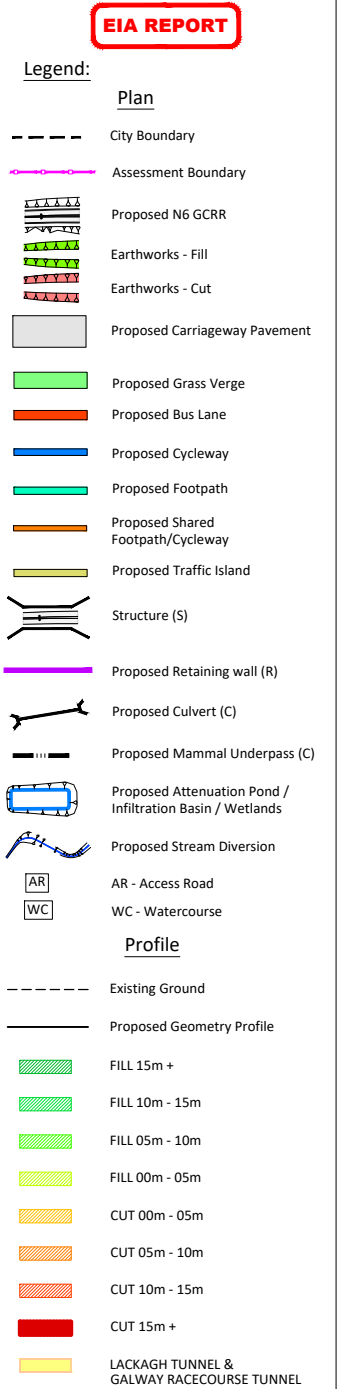 EIA REPORT
Legend:
Plan
City Boundary
Assessment Boundary
Proposed N6 GCRR
Earthworks - Fill
Earthworks - Cut
Proposed Carriageway Pavement
Proposed Grass Verge
Proposed Bus Lane
Proposed Cycleway
Proposed Footpath
Proposed Shared
Footpath/Cycleway
Proposed Traffic Island
Structure (S)
Proposed Retaining wall (R)
Proposed Culvert (C)
Proposed Mammal Underpass (C)
Proposed Attenuation Pond /
Infiltration Basin / Wetlands
Proposed Stream Diversion
AR AR - Access Road
WC WC - Watercourse
Profile
Existing Ground
Proposed Geometry Profile
FILL 15m +
FILL 10m - 15m
FILL 05m - 10m
FILL 00m - 05m
CUT 00m - 05m
CUT 05m - 10m
CUT 10m - 15m
CUT 15m +
LACKAGH TUNNEL &
GALWAY RACECOURSE TUNNEL